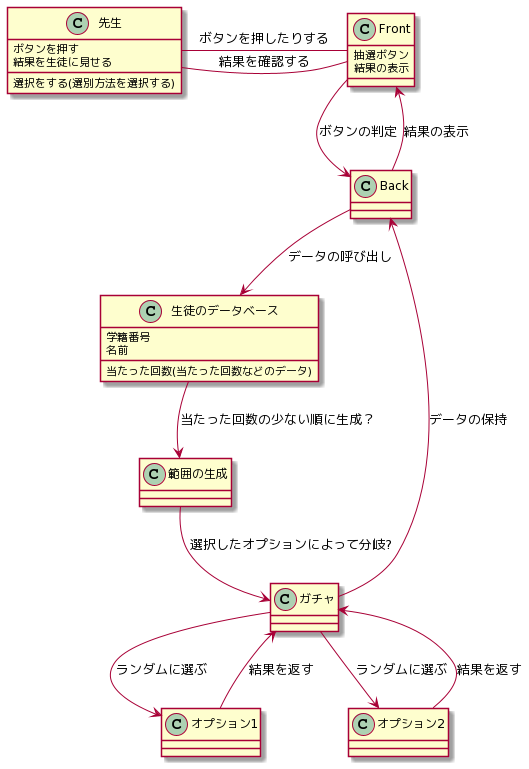 C 先生
ボタンを押す
結果を生徒に見せる
選択をする(選別方法を選択する)
ボタンを押したりする
結果を確認する
C Front
抽選ボタン
結果の表示
ボタンの判定
結果の表示
C Back
データの呼び出し
C 生徒のデータベース
学籍番号
名前
当たった回数(当たった回数などのデータ)
当たった回数の少ない順に生成？
データの保持
C 範囲の生成
選択したオプションによって分岐?
C ガチャ
ランダムに選ぶ
結果を返す
ランダムに選ぶ
結果を返す
C オプション1
C オプション2